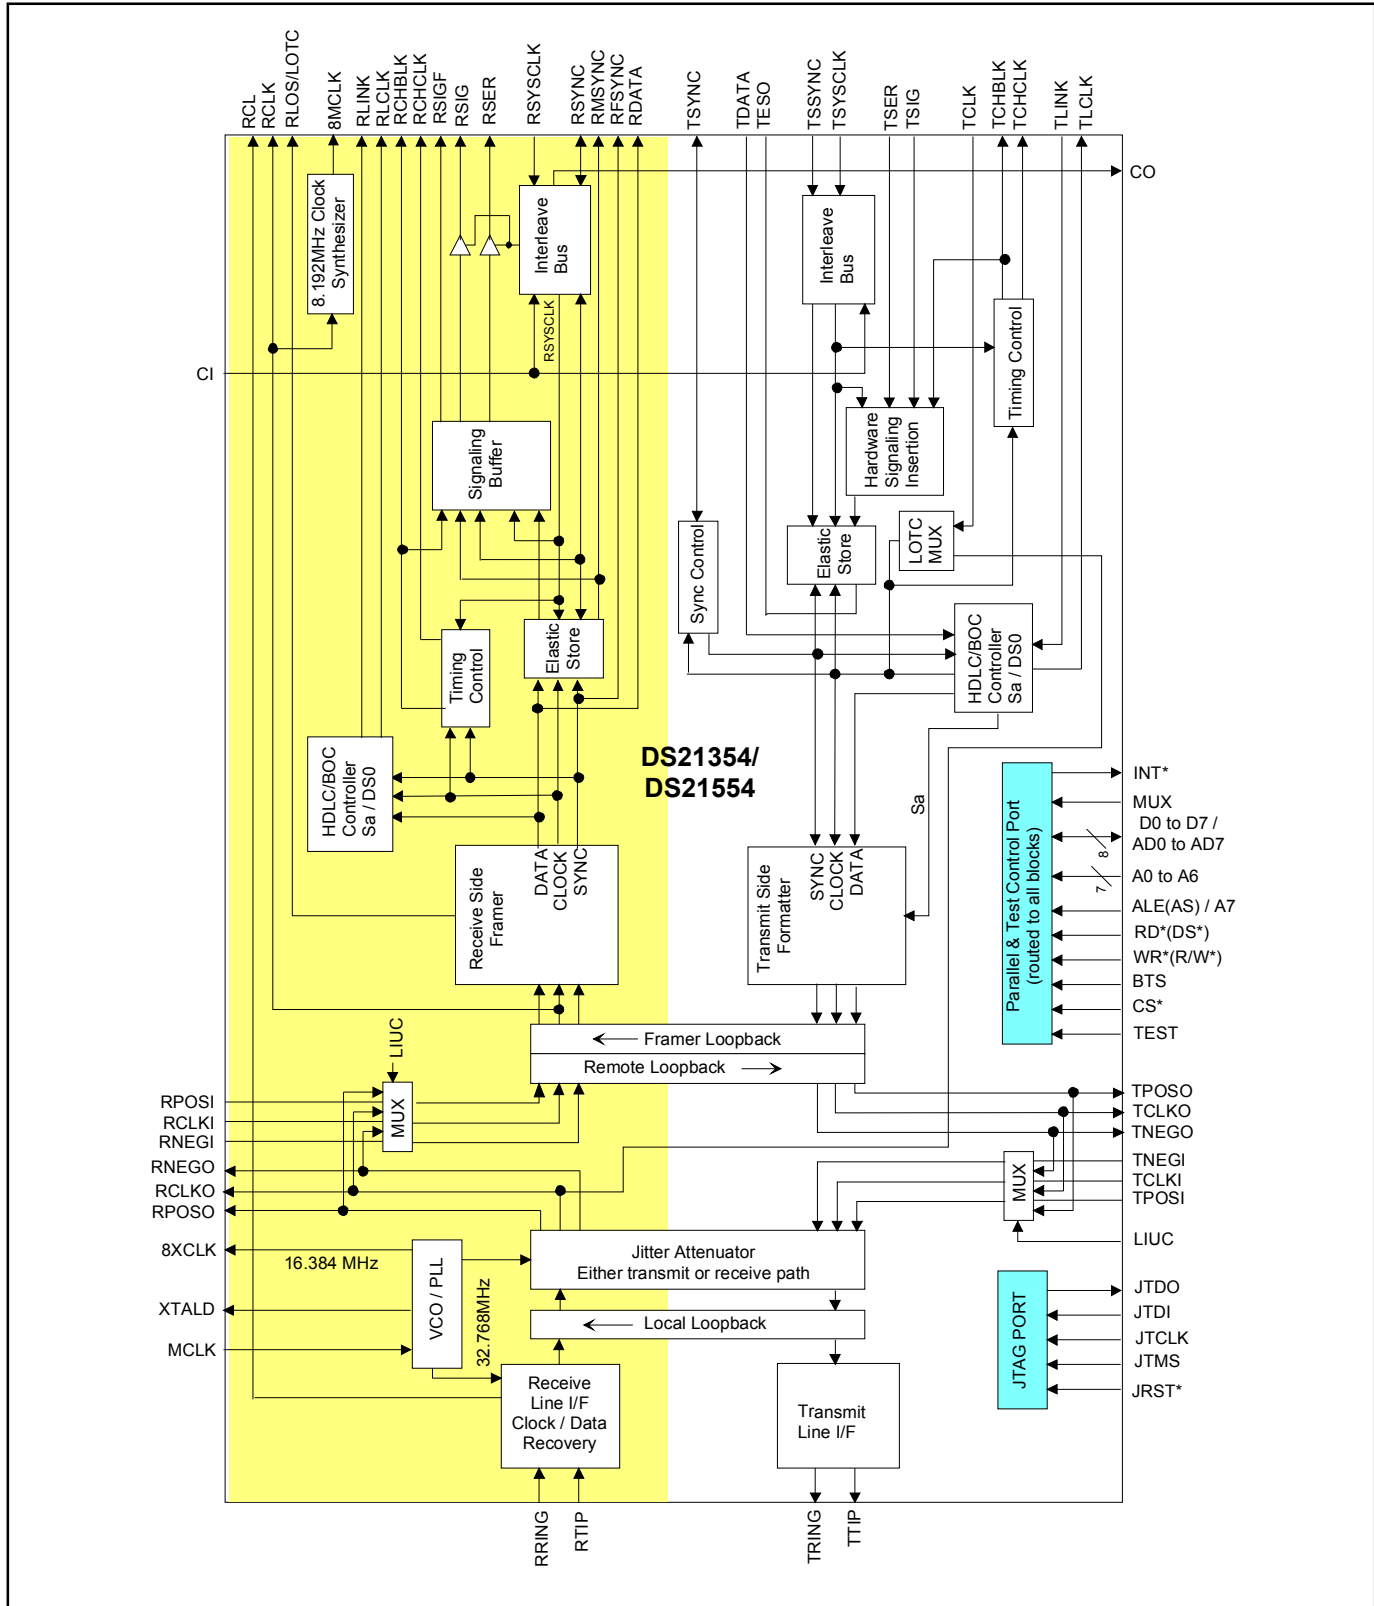 RCL
RCLK
RLOS/LOTC
8MCLK
RLINK
RLCLK
RCHBLK
RCHCLK
RSIGF
RSIG
RSER
RSYSCLK
RSYNC
RMSYNC
RFSYNC
RDATA
TSYNC
TDATA
TESO
TSSYNC
TSYSCLK
TSER
TSIG
TCLK
TCHBLK
TCHCLK
TLINK
TLCLK
CO
8.192MHz Clock
Synthesizer
Interleave
Bus
RSYSCLK
Interleave
Bus
Timing Control
CI
Signaling
Buffer
Hardware
Signaling
Insertion
LOTC
MUX
Elastic
Store
Sync Control
Elastic
Store
Timing
Control
HDLC/BOC
Controller
Sa / DS0
HDLC/BOC
Controller
Sa / DS0
DS21354/
DS21554
Sa
DATA
CLOCK
SYNC
Receive Side
Framer
SYNC
CLOCK
DATA
Transmit Side
Formatter
Parallel & Test Control Port
(routed to all blocks)
INT*
MUX
D0 to D7 /
AD0 to AD7
8
A0 to A6
7
ALE(AS) / A7
RD*(DS*)
WR*(R/W*)
BTS
CS*
TEST
Framer Loopback
Remote Loopback
LIUC
MUX
RPOSI
RCLKI
RNEGI
RNEGO
RCLKO
RPOSO
TPOSO
TCLKO
TNEGO
TNEGI
TCLKI
TPOSI
MUX
LIUC
8XCLK
16.384 MHz
XTALD
MCLK
VCO / PLL
32.768MHz
Jitter Attenuator
Either transmit or receive path
Local Loopback
Receive
Line I/F
Clock / Data
Recovery
Transmit
Line I/F
JTAG PORT
JTDO
JTDI
JTCLK
JTMS
JRST*
RRING
RTIP
TRING
TTIP